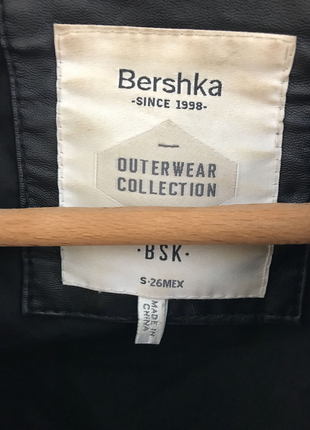 Bershka
-SINCE 1998-
OUTERWEAR
COLLECTION
·BSK·
S·26MEX
MADE IN
CHINA